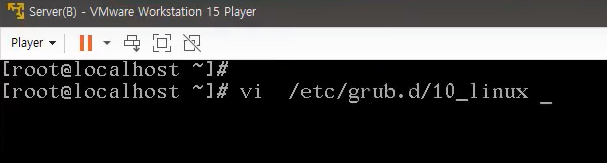 Server(B) - VMware Workstation 15 Player
Player
[root@localhost ~]#
[root@localhost ~]# vi  /etc/grub.d/10_linux _